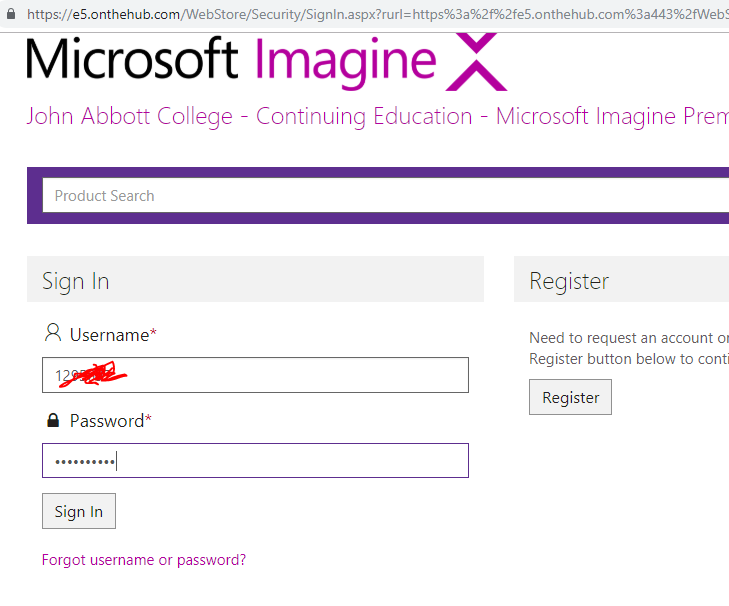 https://e5.onthehub.com/WebStore/Security/SignIn.aspx?rurl=https%3a%2f%2fe5.onthehub.com%3a443%2fWebS
Microsoft Imagine X
John Abbott College - Continuing Education - Microsoft Imagine Prem
Product Search
Sign In
Register
Username*
Need to request an account or
Register button below to conti
129
Register
Password*
••••••••••
Sign In
Forgot username or password?